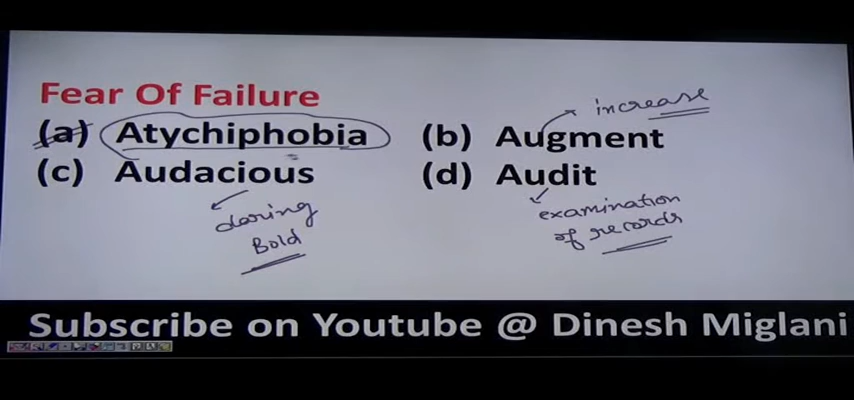 Fear Of Failure
increase
(a) Atychiphobia (b) Augment
(c) Audacious (d) Audit
daring
Bold
examination
of records
Subscribe on Youtube @ Dinesh Miglani